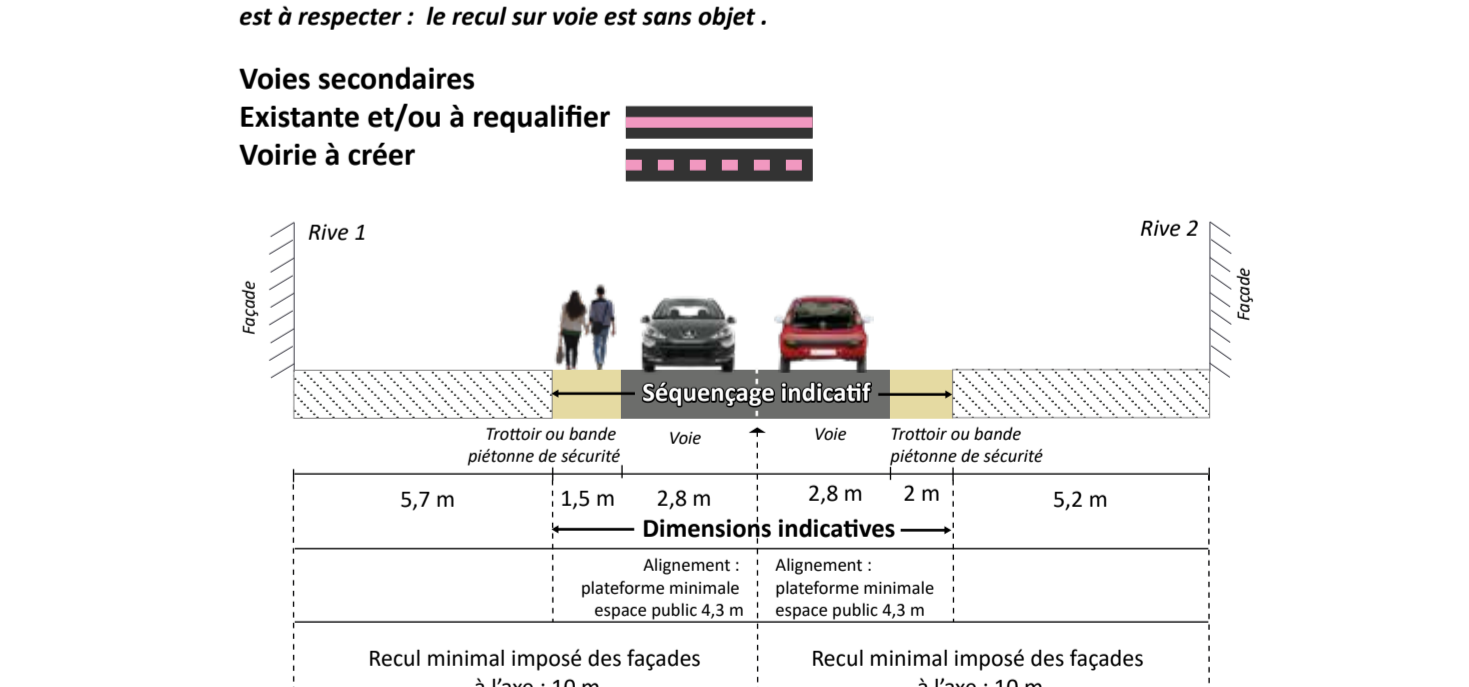 est à respecter : le recul sur voie est sans objet .
Voies secondaires
Existante et/ou à requalifier
Voirie à créer
Rive 1
Rive 2
Façade
Façade
Séquençage indicatif
Trottoir ou bande
piétonne de sécurité
Voie
Voie
Trottoir ou bande
piétonne de sécurité
5,7 m
1,5 m
2,8 m
2,8 m
2 m
5,2 m
Dimensions indicatives
Alignement :
plateforme minimale
espace public 4,3 m
Alignement :
plateforme minimale
espace public 4,3 m
Recul minimal imposé des façades
à l'axe : 10 m
Recul minimal imposé des façades
à l'axe : 10 m